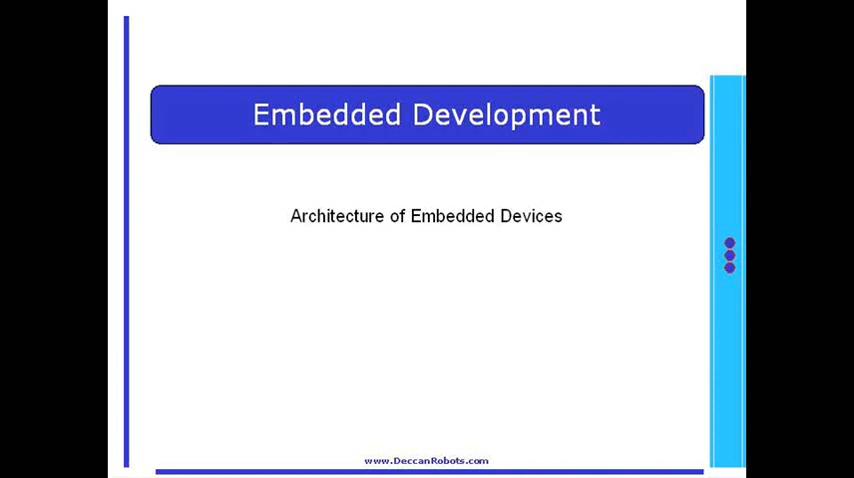 Embedded Development
Architecture of Embedded Devices
www.DeccanRobots.com